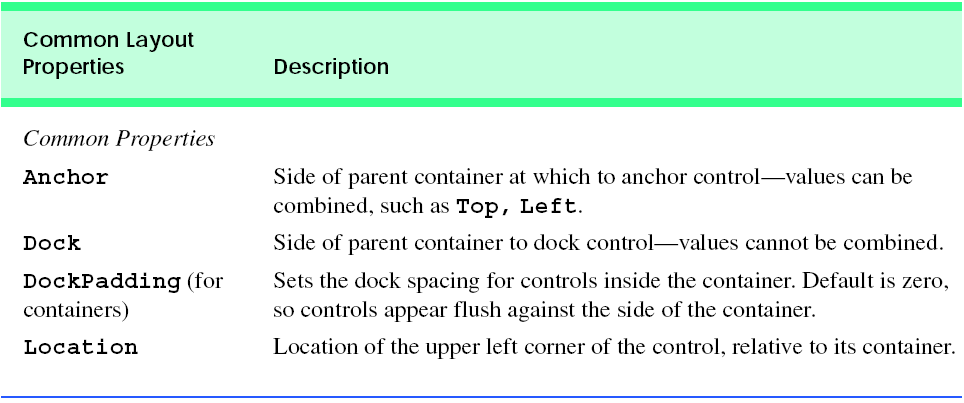 Common Layout
Properties Description
Common Properties
Anchor Side of parent container at which to anchor control—values can be
combined, such as Top, Left.
Dock Side of parent container to dock control—values cannot be combined.
DockPadding (for Sets the dock spacing for controls inside the container. Default is zero,
containers) so controls appear flush against the side of the container.
Location Location of the upper left corner of the control, relative to its container.